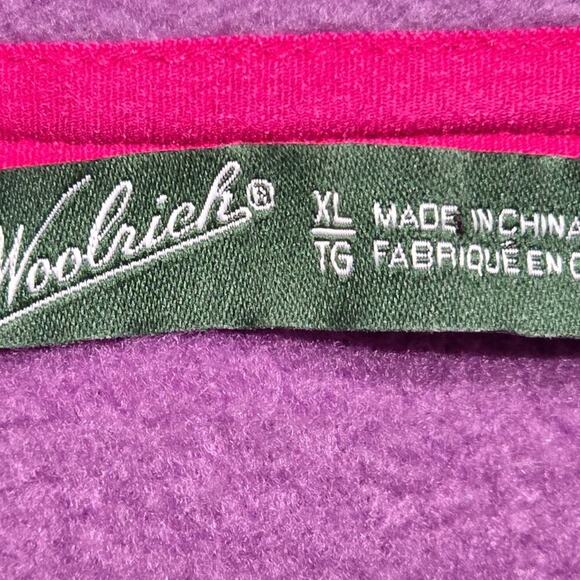 Woolrich®
XL
TG
MADE IN CHINA
FABRIQUÉ EN C